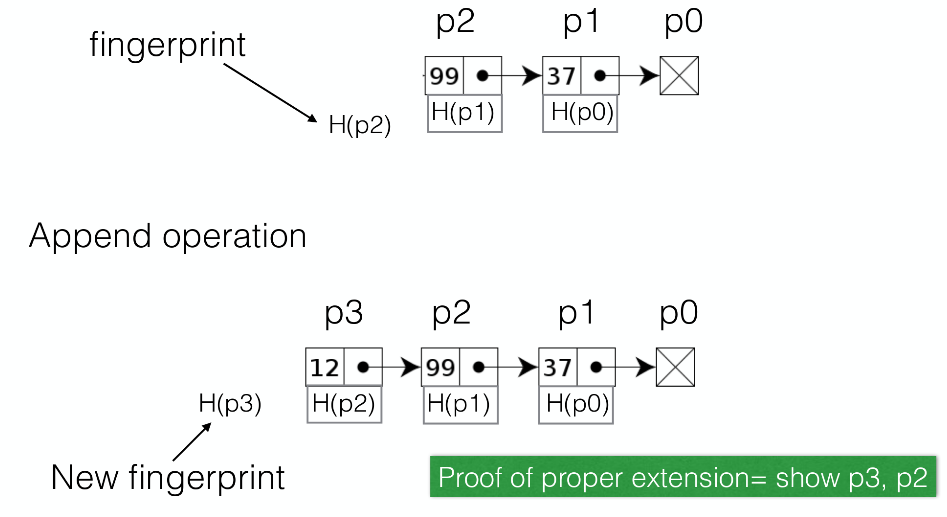 p2 p1 p0
fingerprint
99 37
H(p1) H(p0)
H(p2)
Append operation
p3 p2 p1 p0
12 99 37
H(p3) H(p2) H(p1) H(p0)
New fingerprint
Proof of proper extension= show p3, p2